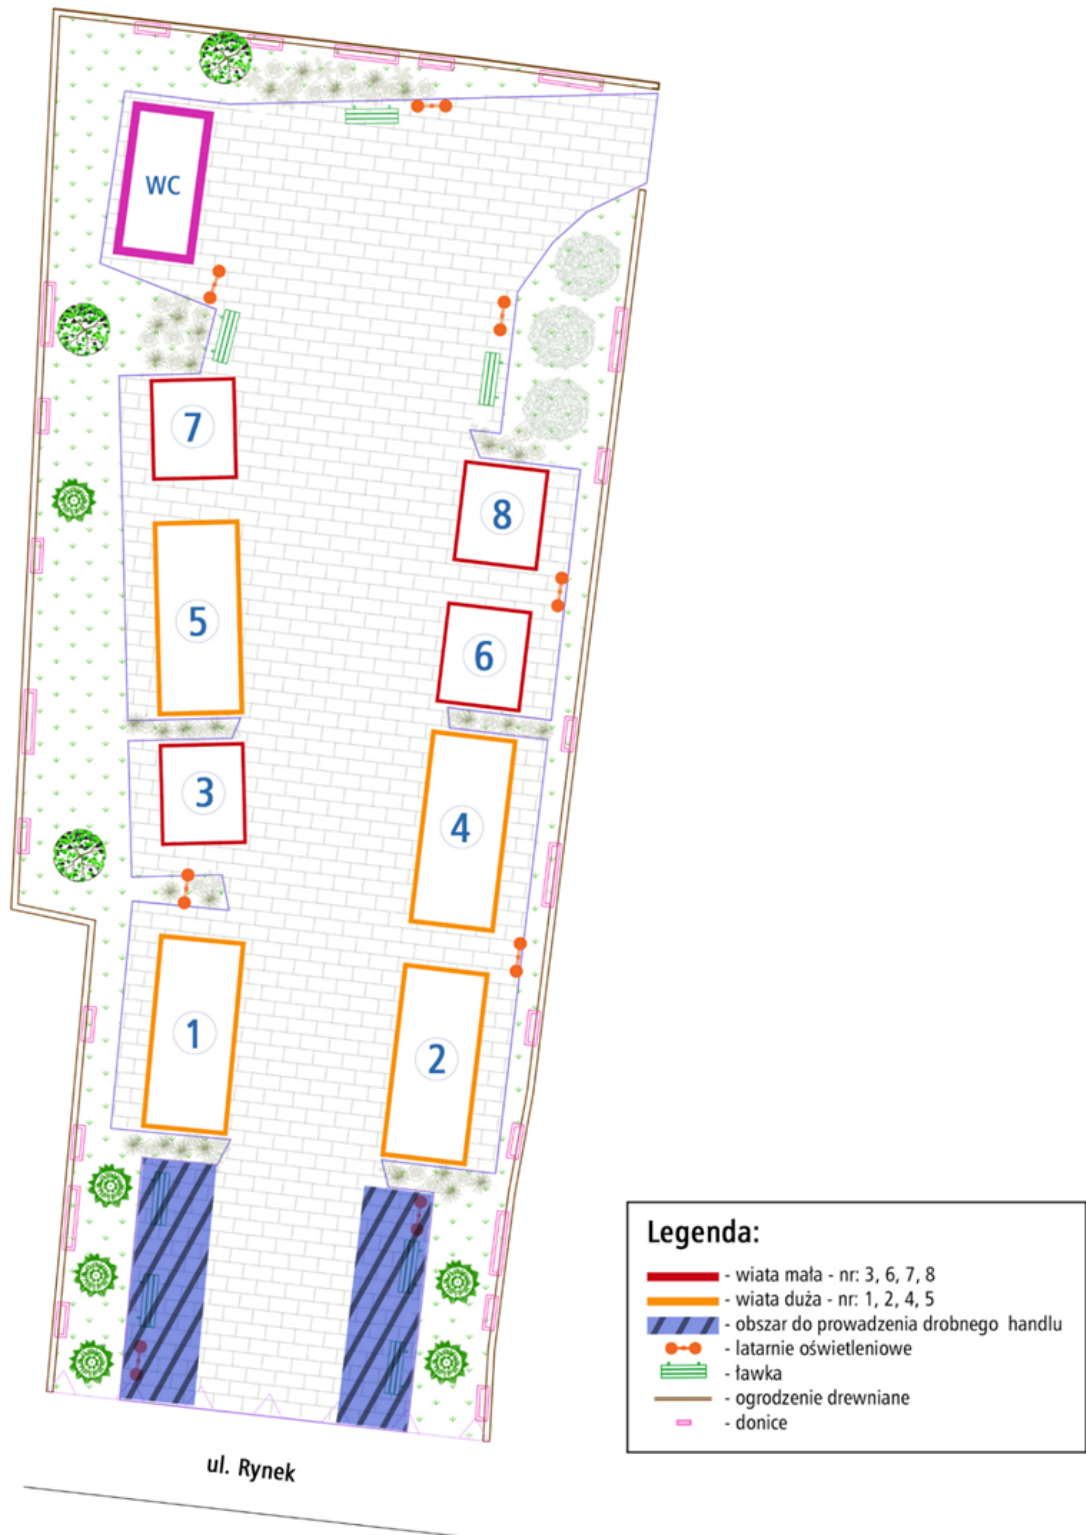 WC
7
8
5
6
3
4
1
2
ul. Rynek
Legenda:
- wiata mała - nr: 3, 6, 7, 8
- wiata duża - nr: 1, 2, 4, 5
- obszar do prowadzenia drobnego handlu
- latarnie oświetleniowe
- ławka
- ogrodzenie drewniane
- donice